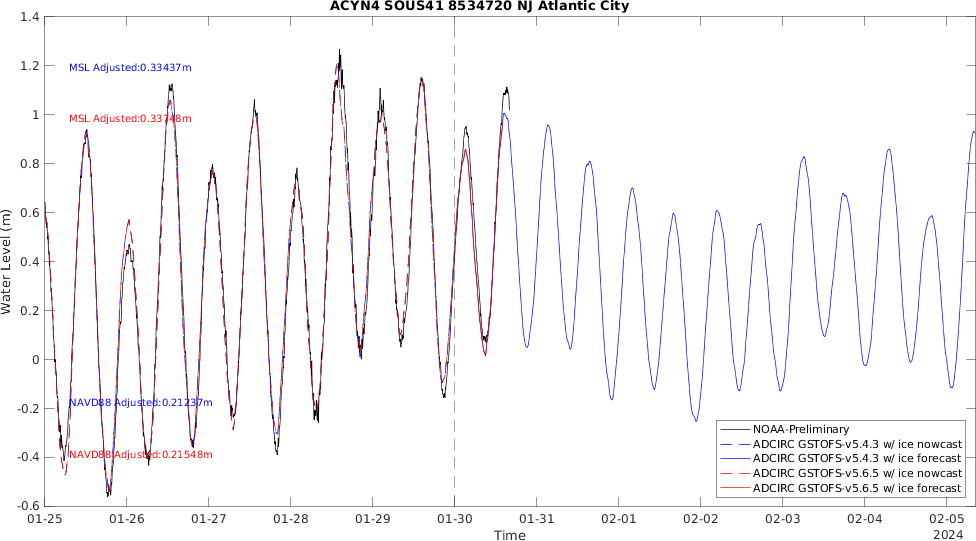 ACYN4 SOUS41 8534720 NJ Atlantic City
1.4
1.2
1
0.8
0.6
0.4
0.2
0
-0.2
-0.4
-0.6
Water Level (m)
MSL Adjusted:0.33437m
MSL Adjusted:0.33748m
NAVD88 Adjusted:0.21237m
NAVD88 Adjusted:0.21548m
NOAA-Preliminary
ADCIRC GSTOFS-v5.4.3 w/ ice nowcast
ADCIRC GSTOFS-v5.4.3 w/ ice forecast
ADCIRC GSTOFS-v5.6.5 w/ ice nowcast
ADCIRC GSTOFS-v5.6.5 w/ ice forecast
01-25 01-26 01-27 01-28 01-29 01-30 01-31 02-01 02-02 02-03 02-04 02-05
Time
2024